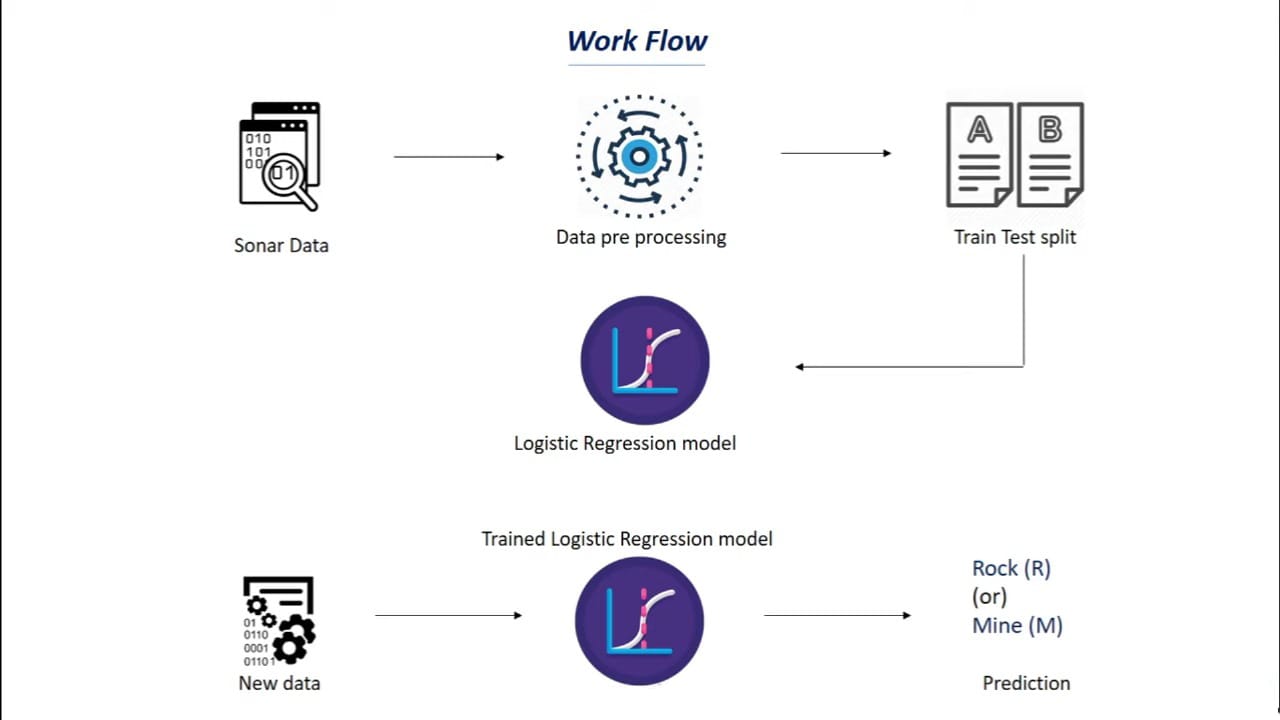 Work Flow
010
101
00
01
A
B
Sonar Data
Data pre processing
Train Test split
Logistic Regression model
Trained Logistic Regression model
01
0110
0001
01101
New data
Rock (R)
(or)
Mine (M)
Prediction